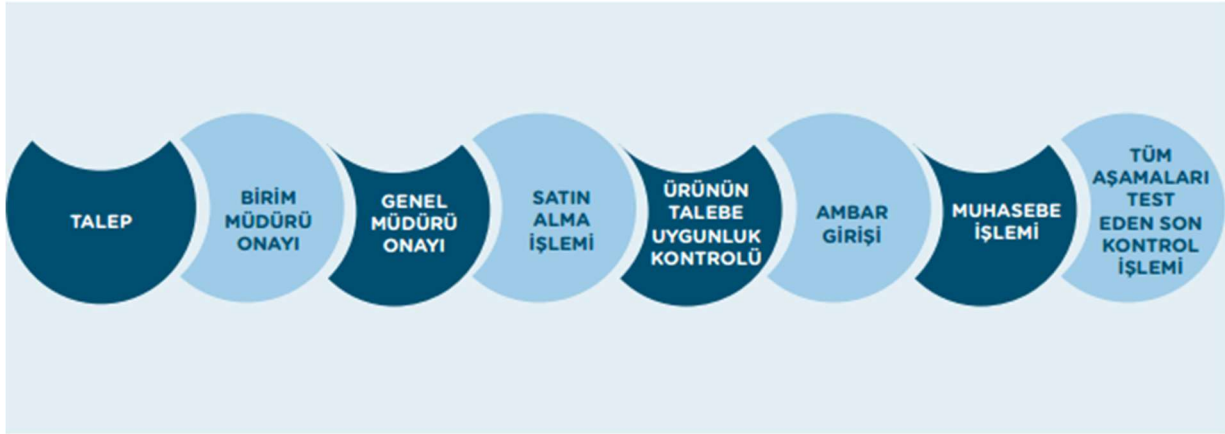 TALEP
BİRİM
MÜDÜRÜ
ONAYI
GENEL
MÜDÜRÜ
ONAYI
SATIN
ALMA
İŞLEMİ
ÜRÜNÜN
TALEBE
UYGUNLUK
KONTROLÜ
AMBAR
GİRİŞİ
MUHASEBE
İŞLEMİ
TÜM
AŞAMALARI
TEST
EDEN SON
KONTROL
İŞLEMİ